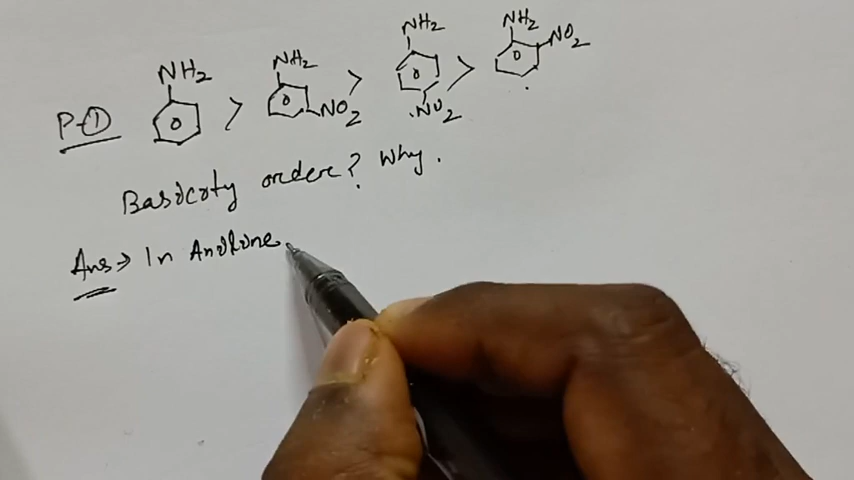 NH2 NH2 NH2 NH2
P-① > NO2 > .NO2 > NO2
Basicity order? Why.
Ans → In Aniline